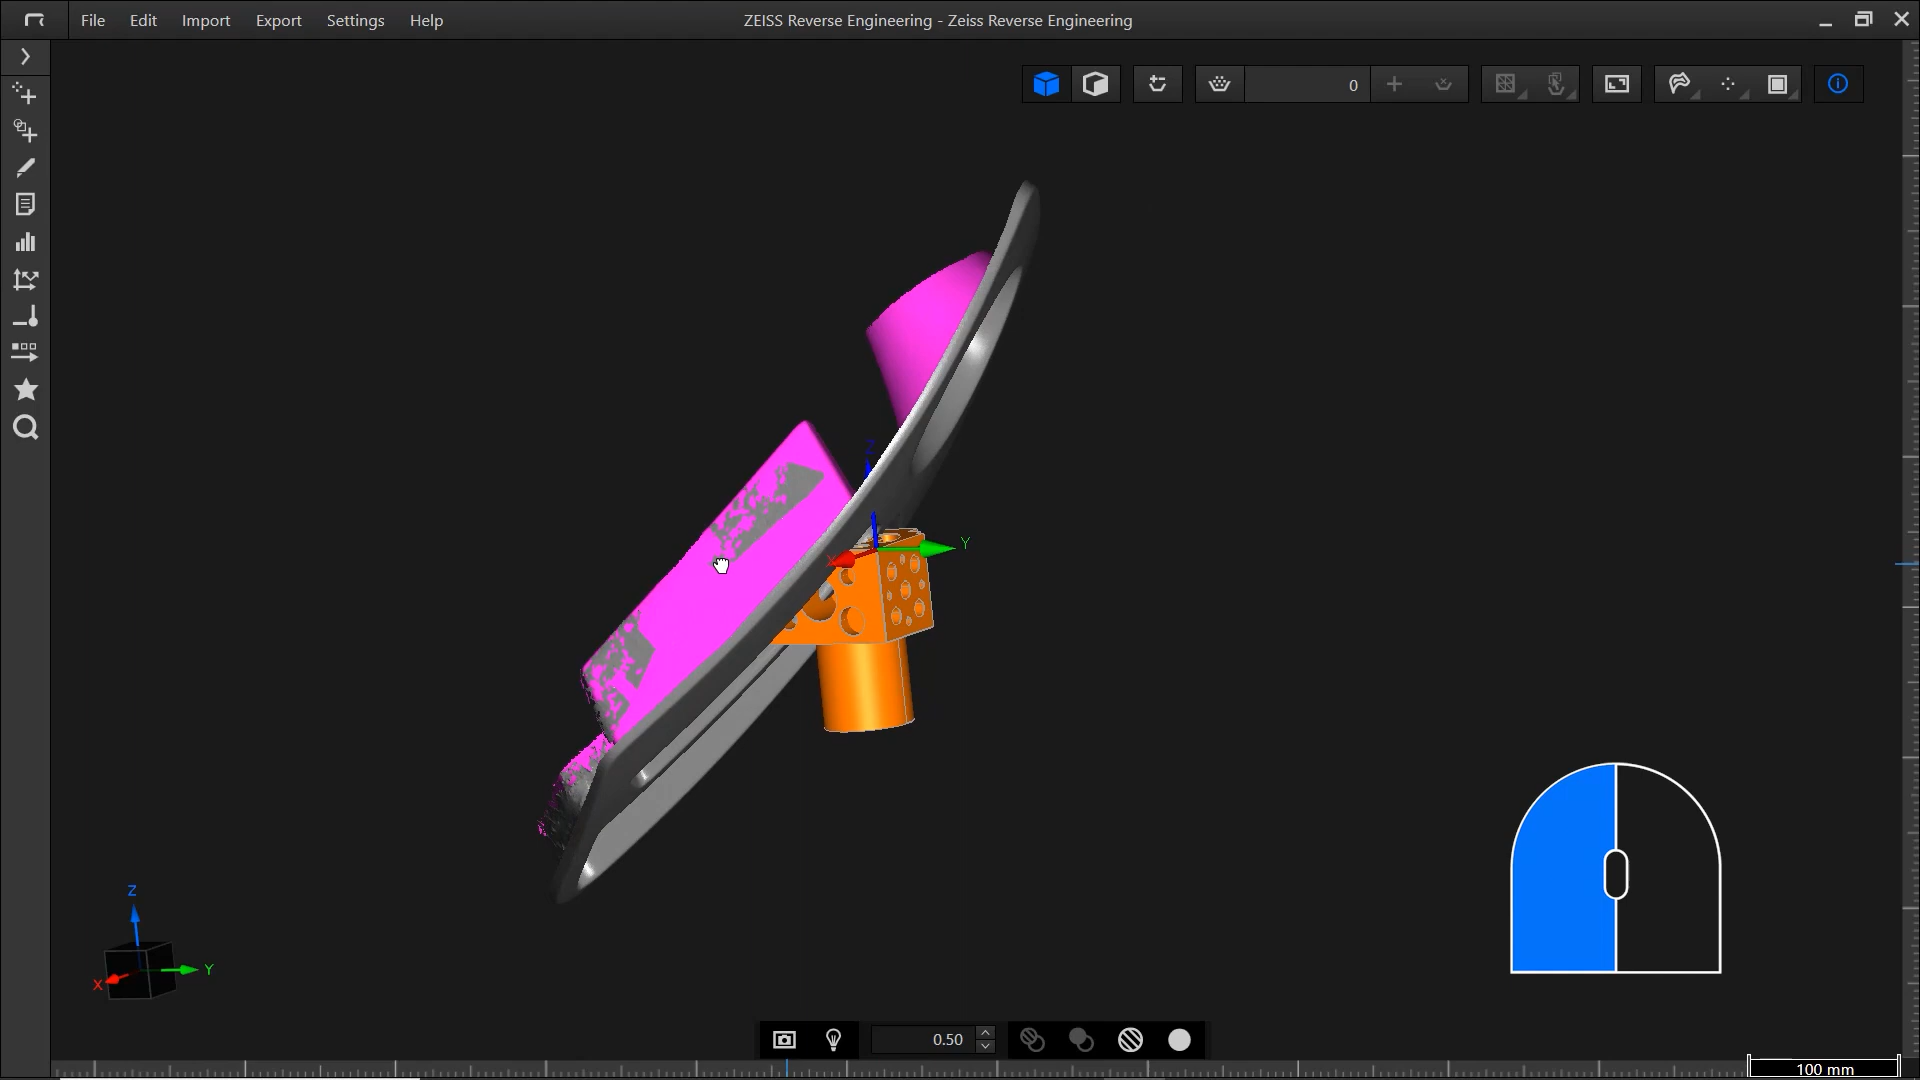 File Edit Import Export Settings Help
ZEISS Reverse Engineering - Zeiss Reverse Engineering
0
Z
Y
X
Z
Y
X
0.50
100 mm